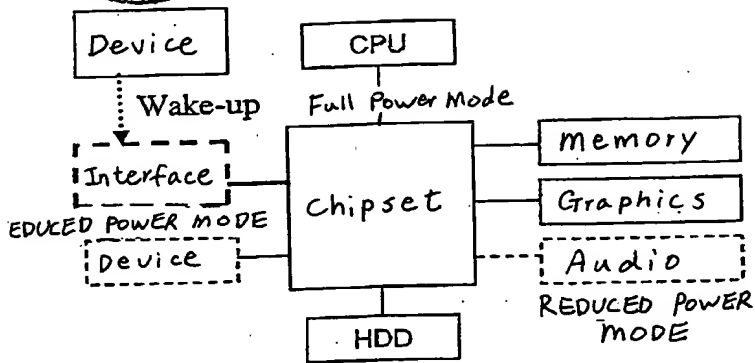 Device
CPU
Wake-up
Full Power Mode
Memory
Interface
Chipset
Graphics
EDUCED POWER MODE
Device
Audio
REDUCED POWER
MODE
HDD